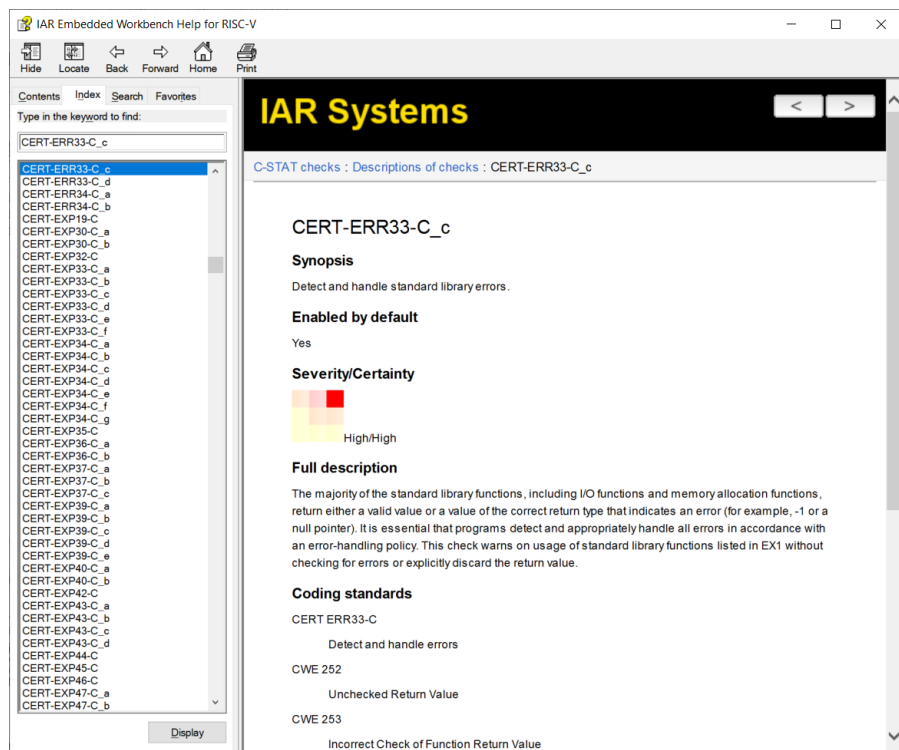 IAR Embedded Workbench Help for RISC-V
Hide Locate Back Forward Home Print
Contents Index Search Favorites
Type in the keyword to find:
CERT-ERR33-C_c
CERT-ERR33-C_c
CERT-ERR33-C_d
CERT-ERR34-C_a
CERT-ERR34-C_b
CERT-EXP19-C
CERT-EXP30-C_a
CERT-EXP30-C_b
CERT-EXP32-C
CERT-EXP33-C_a
CERT-EXP33-C_b
CERT-EXP33-C_c
CERT-EXP33-C_d
CERT-EXP33-C_e
CERT-EXP33-C_f
CERT-EXP34-C_a
CERT-EXP34-C_b
CERT-EXP34-C_c
CERT-EXP34-C_d
CERT-EXP34-C_e
CERT-EXP34-C_f
CERT-EXP34-C_g
CERT-EXP35-C
CERT-EXP36-C_a
CERT-EXP36-C_b
CERT-EXP37-C_a
CERT-EXP37-C_b
CERT-EXP37-C_c
CERT-EXP39-C_a
CERT-EXP39-C_b
CERT-EXP39-C_c
CERT-EXP39-C_d
CERT-EXP39-C_e
CERT-EXP40-C_a
CERT-EXP40-C_b
CERT-EXP42-C
CERT-EXP43-C_a
CERT-EXP43-C_b
CERT-EXP43-C_c
CERT-EXP43-C_d
CERT-EXP44-C
CERT-EXP45-C
CERT-EXP46-C
CERT-EXP47-C_a
CERT-EXP47-C_b
Display
IAR Systems
< >
C-STAT checks : Descriptions of checks : CERT-ERR33-C_c
CERT-ERR33-C_c
Synopsis
Detect and handle standard library errors.
Enabled by default
Yes
Severity/Certainty
High/High
Full description
The majority of the standard library functions, including I/O functions and memory allocation functions,
return either a valid value or a value of the correct return type that indicates an error (for example, -1 or a
null pointer). It is essential that programs detect and appropriately handle all errors in accordance with
an error-handling policy. This check warns on usage of standard library functions listed in EX1 without
checking for errors or explicitly discard the return value.
Coding standards
CERT ERR33-C
Detect and handle errors
CWE 252
Unchecked Return Value
CWE 253
Incorrect Check of Function Return Value